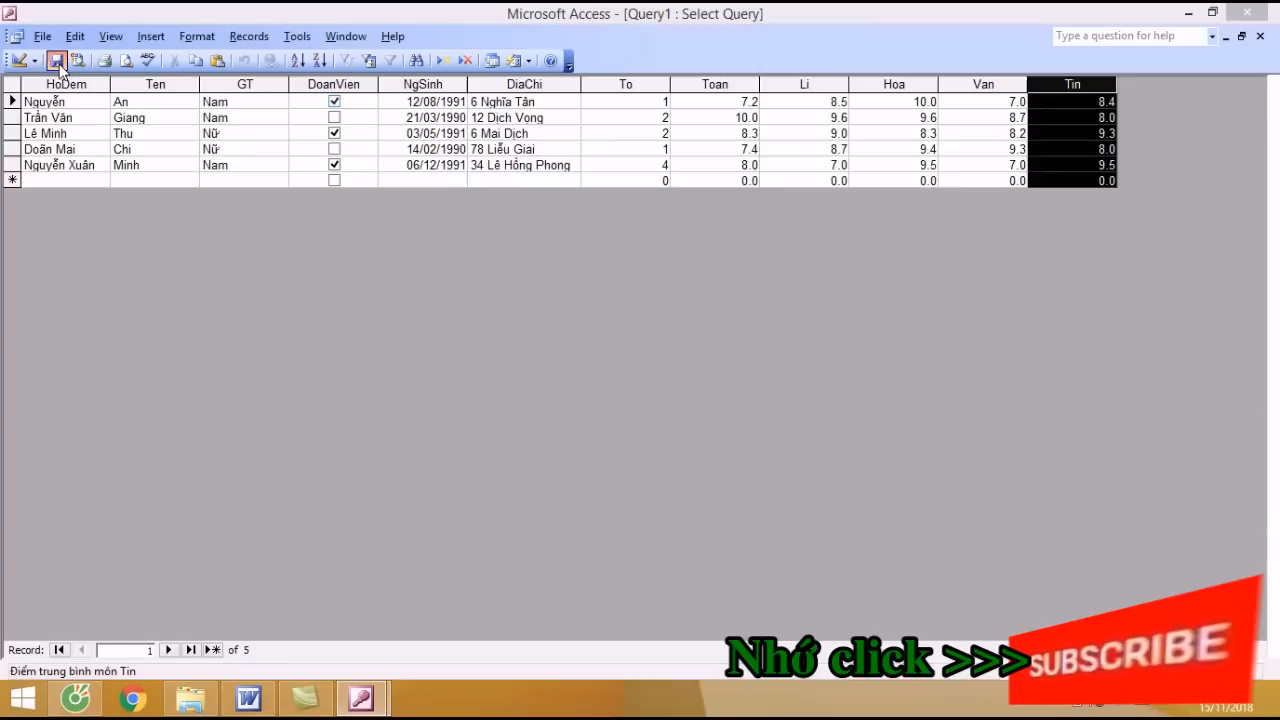 Microsoft Access - [Query1 : Select Query]
File Edit View Insert Format Records Tools Window Help Type a question for help
HoDem Ten GT DoanVien NgSinh DiaChi To Toan Li Hoa Van Tin
Nguyễn An Nam 12/08/1991 6 Nghĩa Tân 1 7.2 8.5 10.0 7.0 8.4
Trần Văn Giang Nam 21/03/1990 12 Dịch Vọng 2 10.0 9.6 9.6 8.7 8.0
Lê Minh Thu Nữ 03/05/1991 6 Mai Dịch 2 8.3 9.0 8.3 8.2 9.3
Doãn Mai Chi Nữ 14/02/1990 78 Liễu Giai 1 7.4 8.7 9.4 9.3 8.0
Nguyễn Xuân Minh Nam 06/12/1991 34 Lê Hồng Phong 4 8.0 7.0 9.5 7.0 9.5
0 0.0 0.0 0.0 0.0 0.0
Record: 1 of 5
Nhớ click >>> SUBSCRIBE
Điểm trung bình môn Tin
15/11/2018